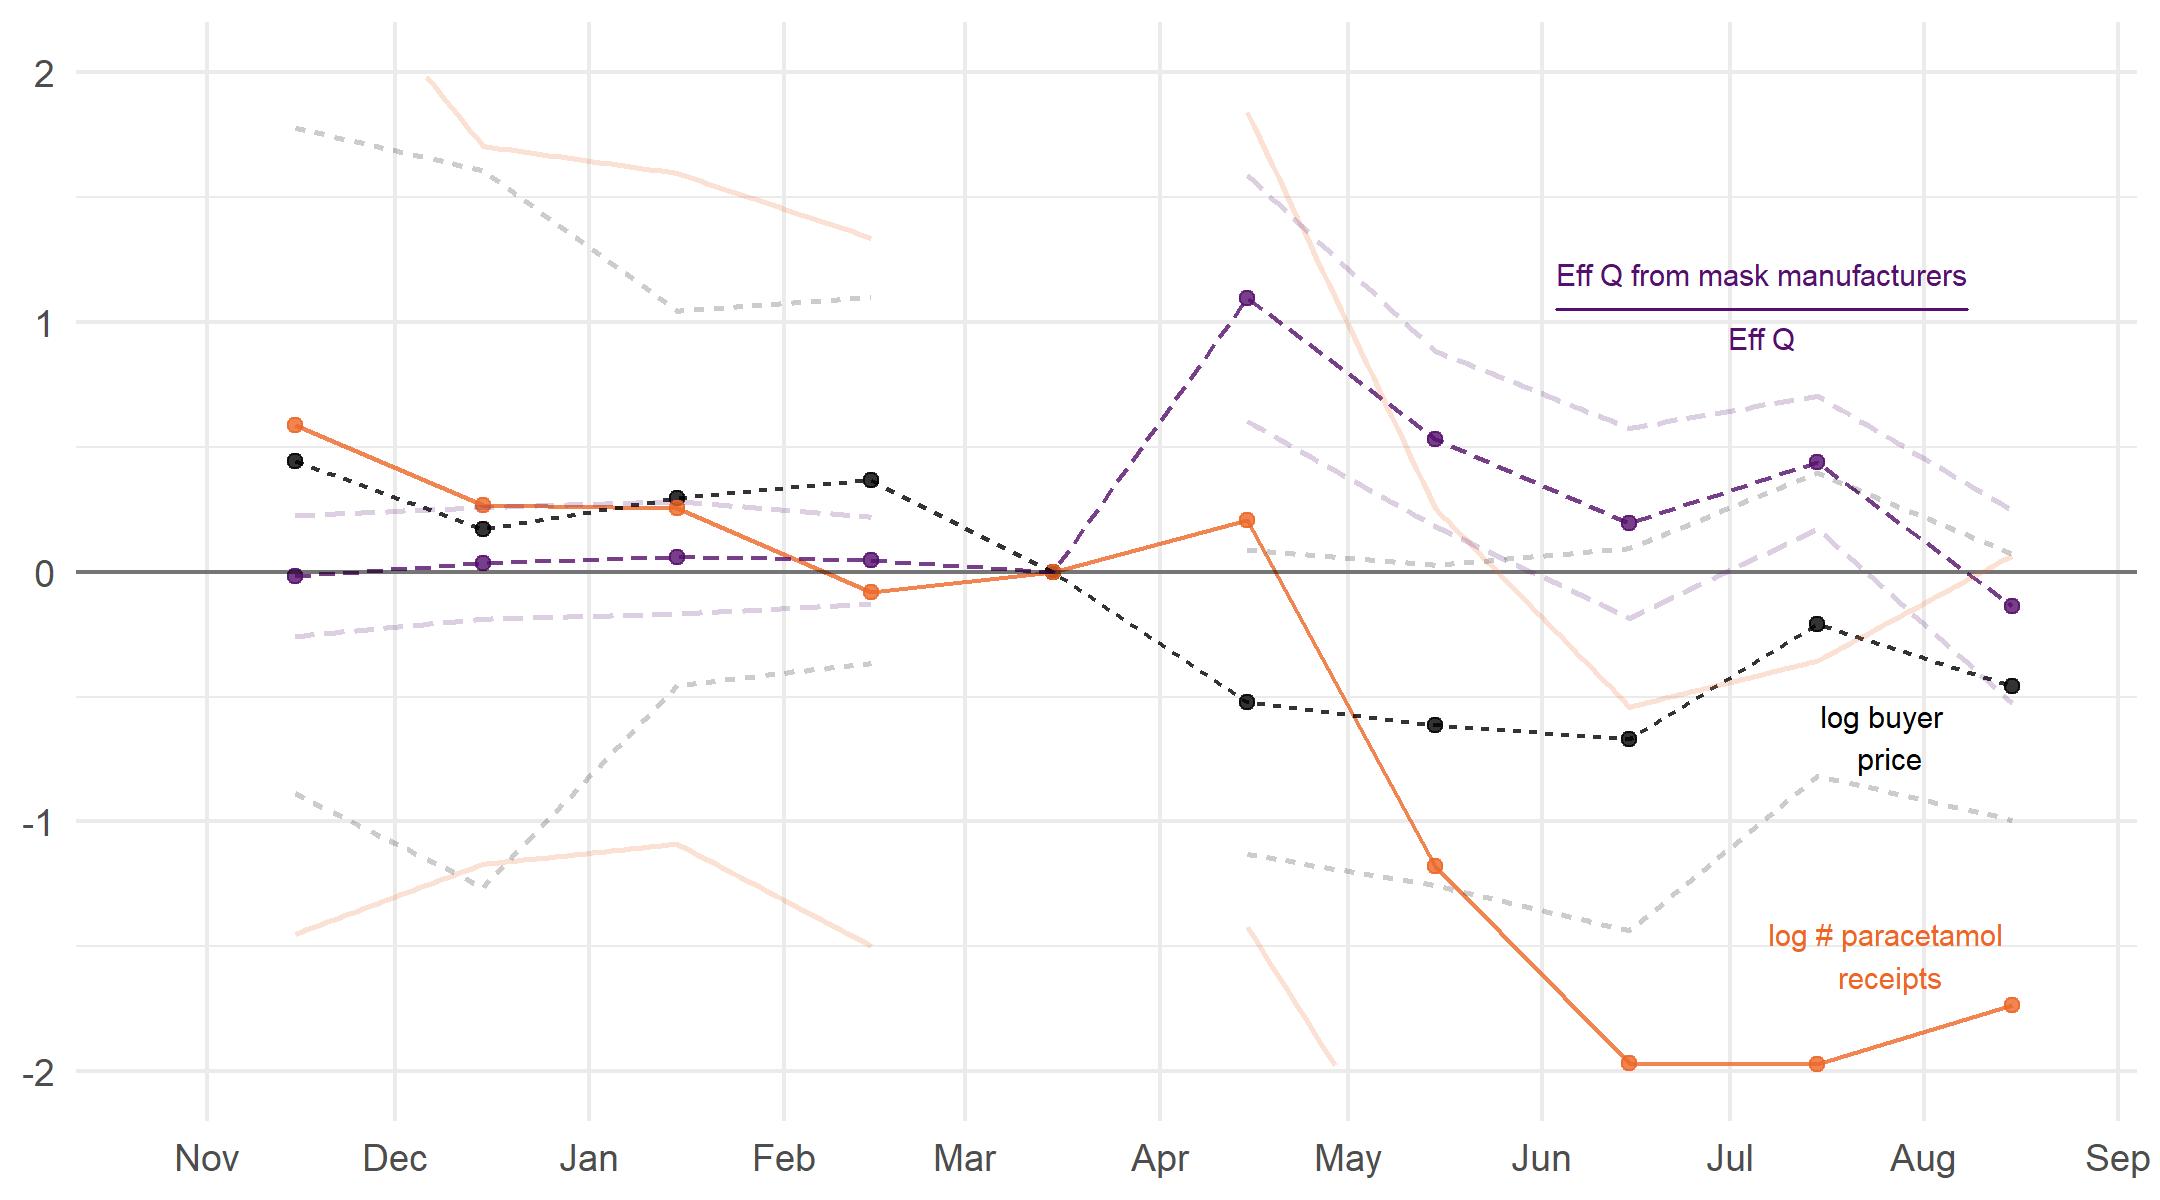 2
1
0
-1
-2
Eff Q from mask manufacturers
Eff Q
log buyer
price
log # paracetamol
receipts
Nov Dec Jan Feb Mar Apr May Jun Jul Aug Sep